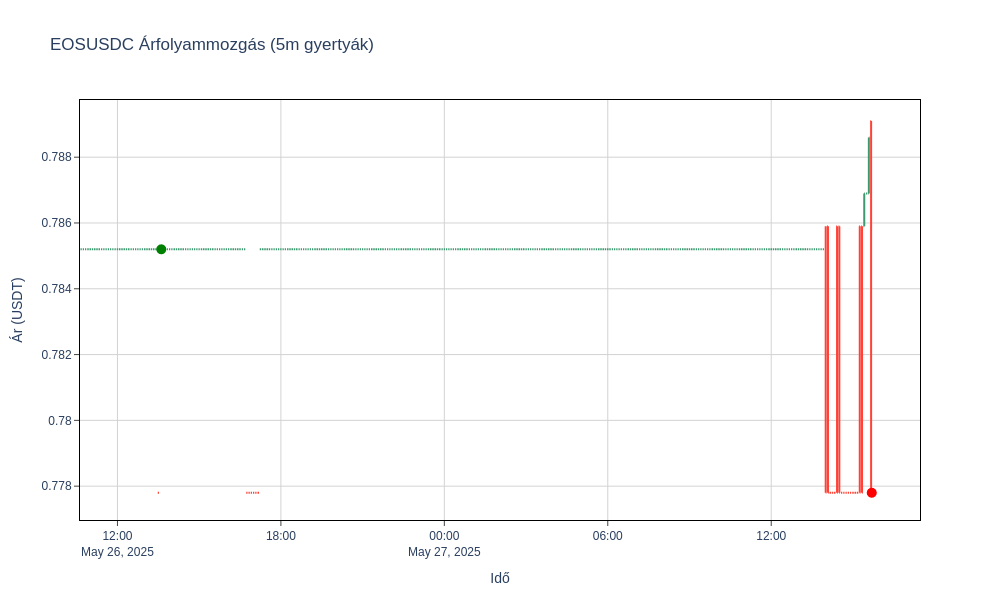 EOSUSDC Árfolyammozgás (5m gyertyák)
0.788
0.786
0.784
0.782
0.78
0.778
Ár (USDT)
12:00
May 26, 2025
18:00
00:00
May 27, 2025
06:00
12:00
Idő